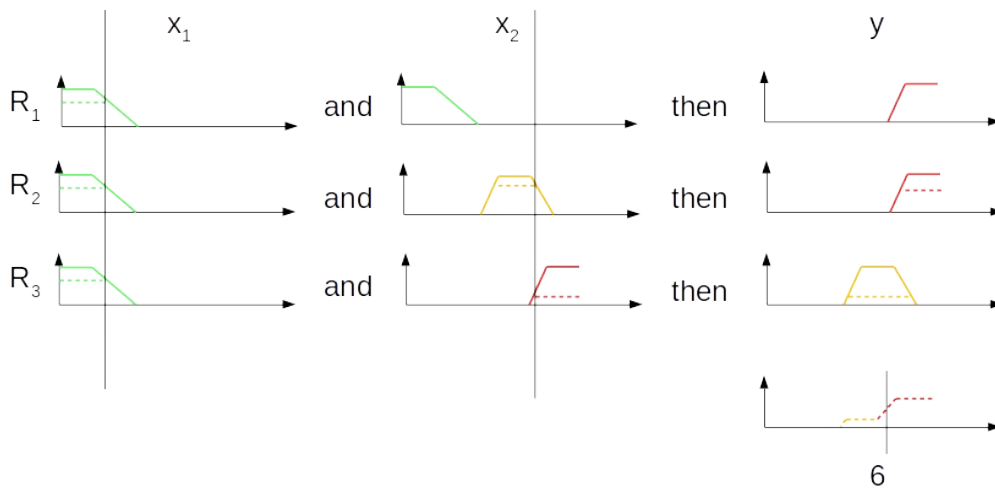 x₁ x₂ y
R₁ and then
R₂ and then
R₃ and then
6